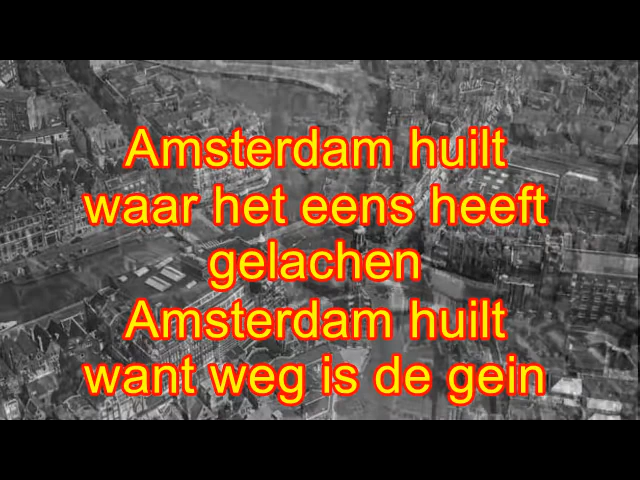 Amsterdam huilt
waar het eens heeft
gelachen
Amsterdam huilt
want weg is de gein